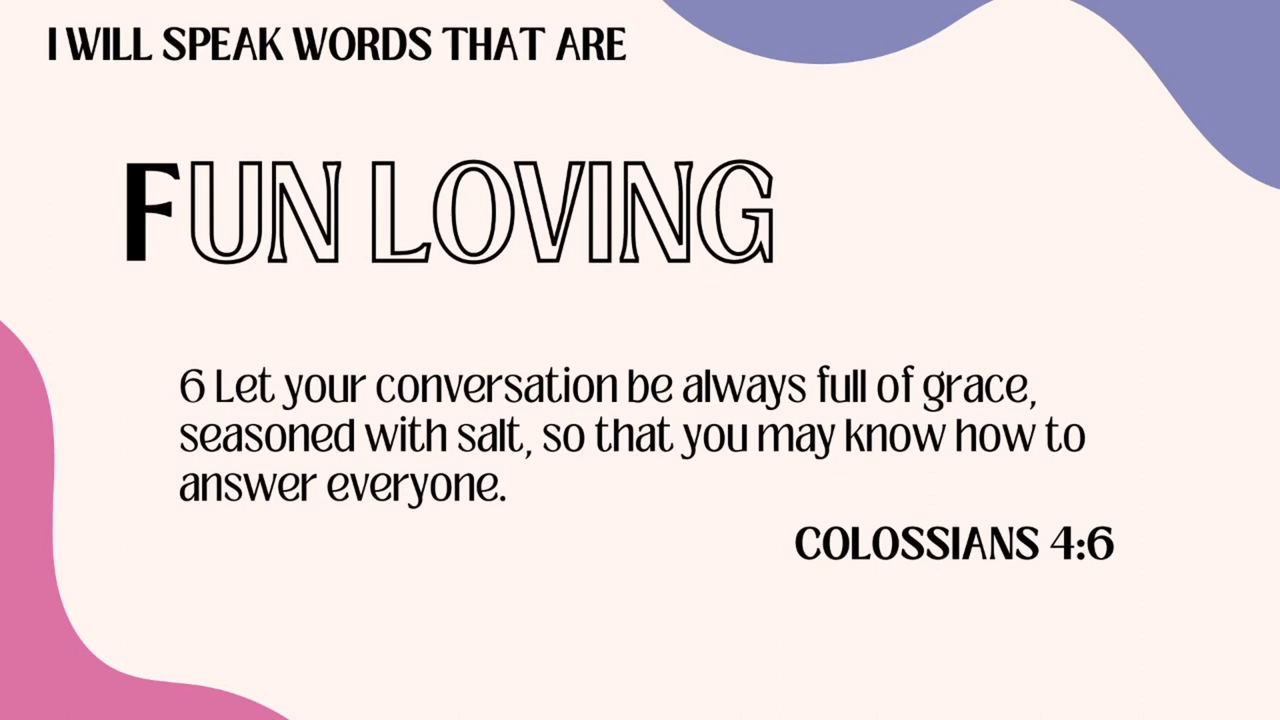 I WILL SPEAK WORDS THAT ARE
FUN LOVING
6 Let your conversation be always full of grace,
seasoned with salt, so that you may know how to
answer everyone.
COLOSSIANS 4:6